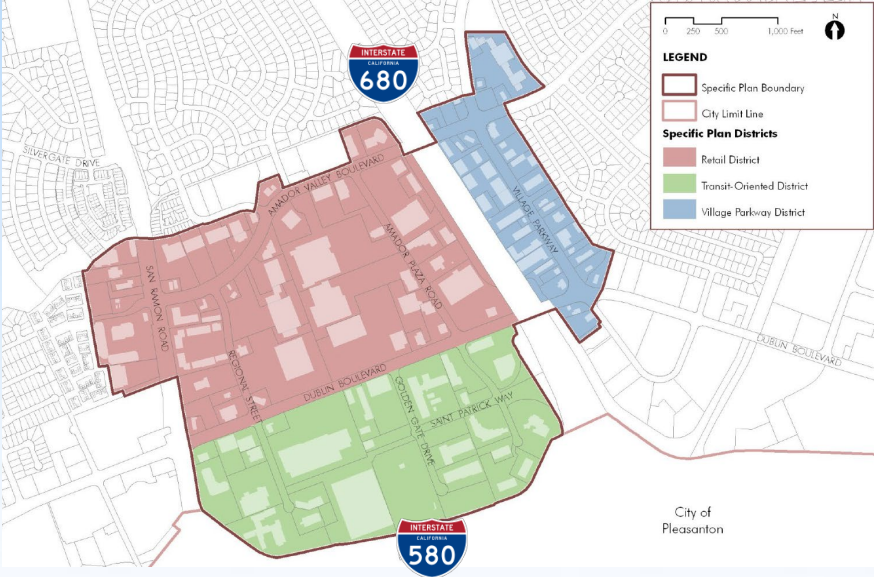 INTERSTATE
CALIFORNIA
680
N
0 250 500 1,000 Feet
LEGEND
Specific Plan Boundary
City Limit Line
Specific Plan Districts
Retail District
Transit-Oriented District
Village Parkway District
SILVERGATE DRIVE
AMADOR VALLEY BOULEVARD
VILLAGE PARKWAY
SAN RAMON ROAD
AMADOR PLAZA ROAD
REGIONAL STREET
DUBLIN BOULEVARD
DUBLIN BOULEVARD
GOLDEN GATE DRIVE
SAINT PATRICK WAY
City of
Pleasanton
INTERSTATE
CALIFORNIA
580